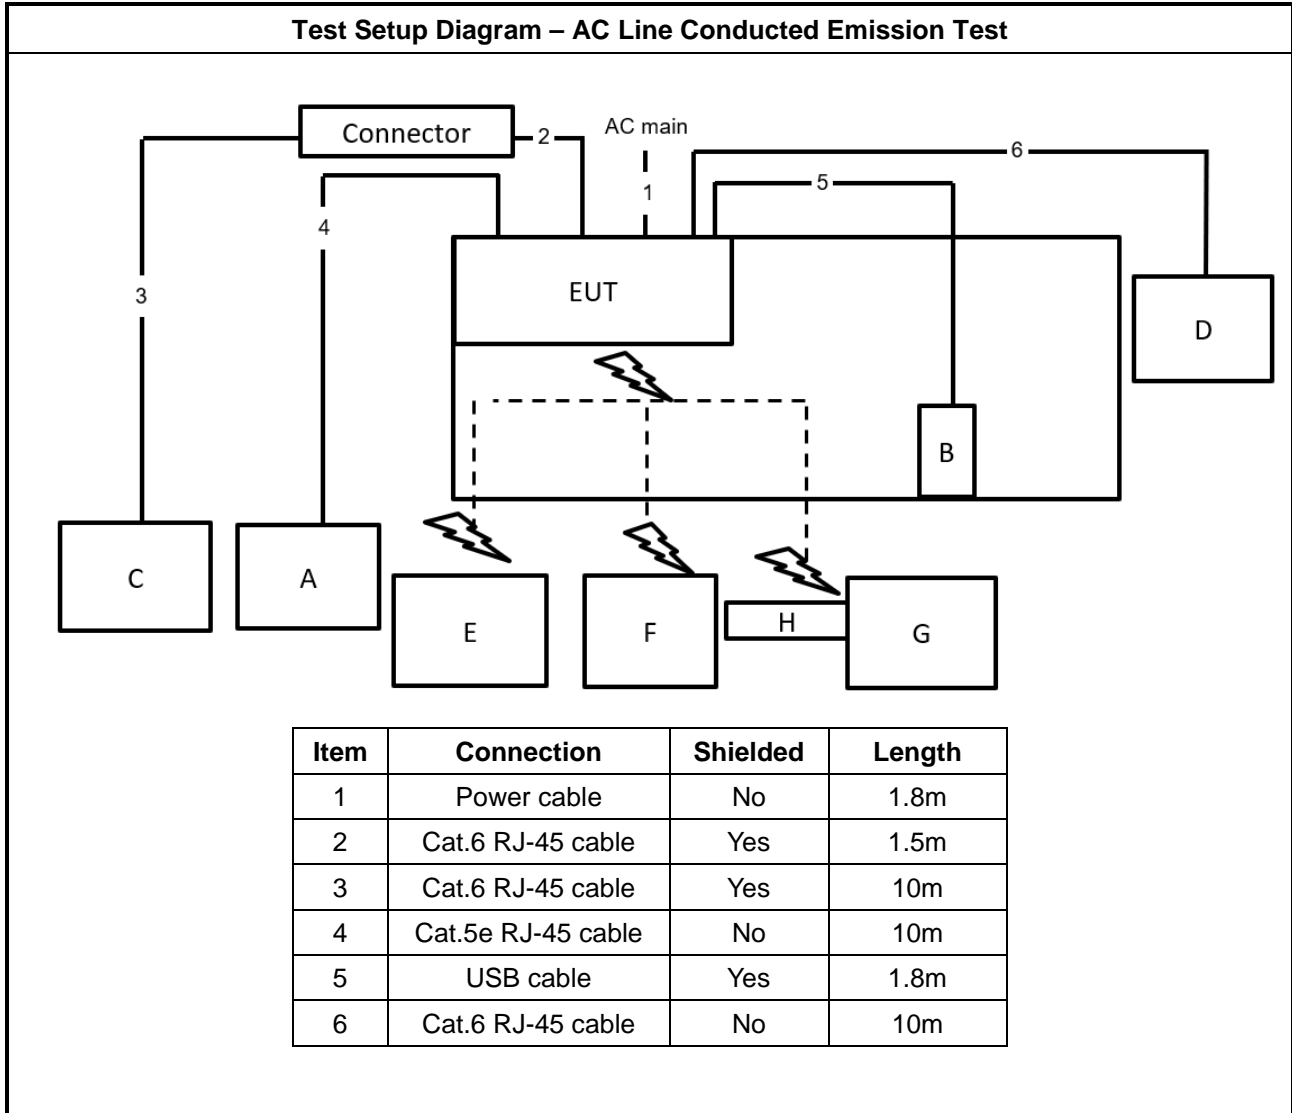 Test Setup Diagram – AC Line Conducted Emission Test
Connector
2
AC main
6
1
5
4
3
EUT
D
B
C
A
E
F
H
G
Item Connection Shielded Length
1 Power cable No 1.8m
2 Cat.6 RJ-45 cable Yes 1.5m
3 Cat.6 RJ-45 cable Yes 10m
4 Cat.5e RJ-45 cable No 10m
5 USB cable Yes 1.8m
6 Cat.6 RJ-45 cable No 10m